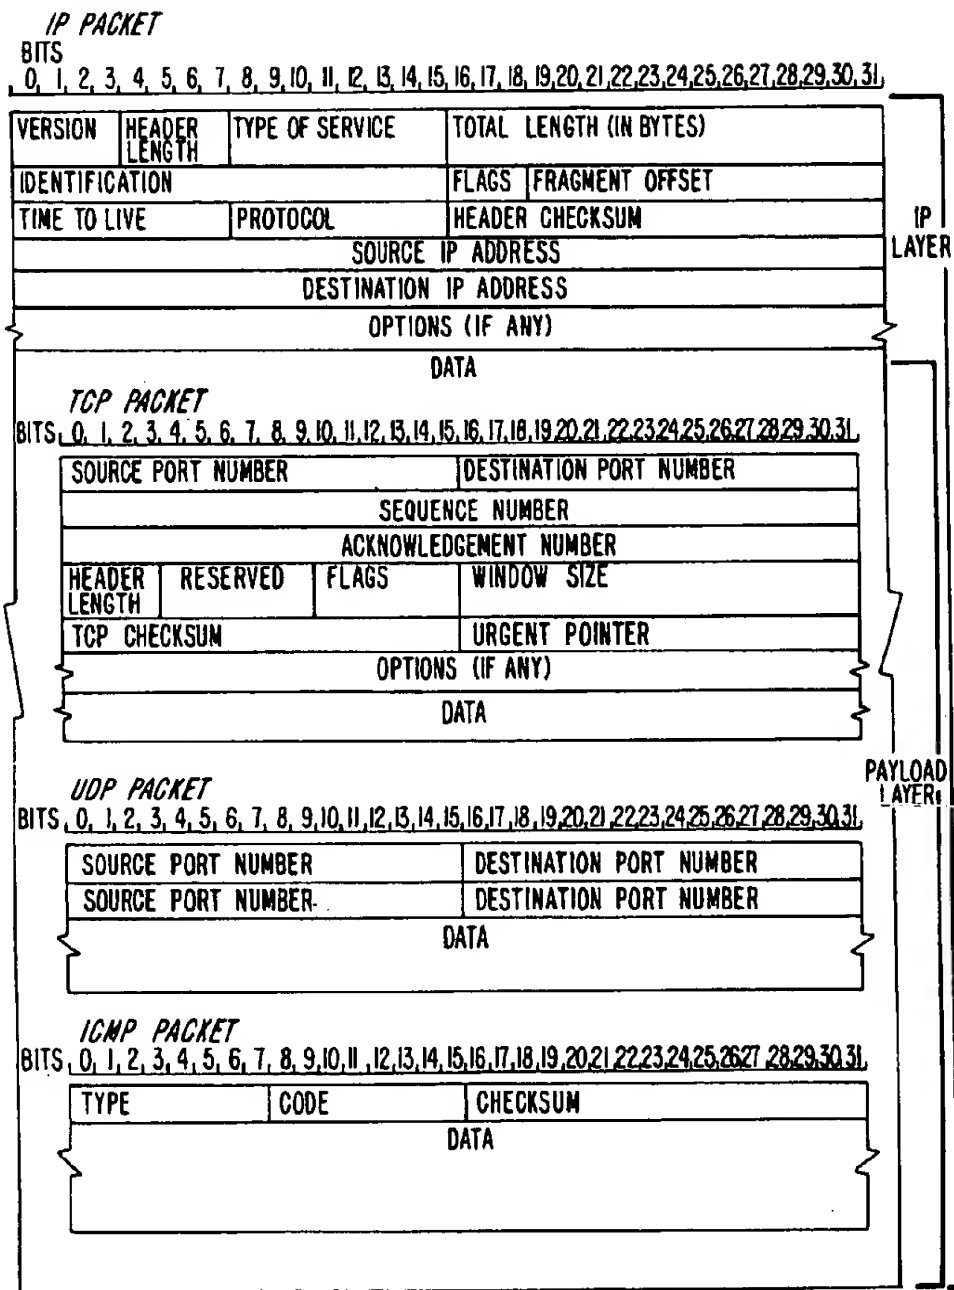 IP PACKET
BITS
0, 1, 2, 3, 4, 5, 6, 7, 8, 9, 10, 11, 12, 13, 14, 15, 16, 17, 18, 19, 20, 21, 22, 23, 24, 25, 26, 27, 28, 29, 30, 31,
VERSION HEADER LENGTH TYPE OF SERVICE TOTAL LENGTH (IN BYTES)
IDENTIFICATION FLAGS FRAGMENT OFFSET
TIME TO LIVE PROTOCOL HEADER CHECKSUM
SOURCE IP ADDRESS
DESTINATION IP ADDRESS
OPTIONS (IF ANY)
IP
LAYER
DATA
TCP PACKET
BITS, 0, 1, 2, 3, 4, 5, 6, 7, 8, 9, 10, 11, 12, 13, 14, 15, 16, 17, 18, 19, 20, 21, 22, 23, 24, 25, 26, 27, 28, 29, 30, 31,
SOURCE PORT NUMBER DESTINATION PORT NUMBER
SEQUENCE NUMBER
ACKNOWLEDGEMENT NUMBER
HEADER LENGTH RESERVED FLAGS WINDOW SIZE
TCP CHECKSUM URGENT POINTER
OPTIONS (IF ANY)
DATA
PAYLOAD
LAYER
UDP PACKET
BITS, 0, 1, 2, 3, 4, 5, 6, 7, 8, 9, 10, 11, 12, 13, 14, 15, 16, 17, 18, 19, 20, 21, 22, 23, 24, 25, 26, 27, 28, 29, 30, 31,
SOURCE PORT NUMBER DESTINATION PORT NUMBER
SOURCE PORT NUMBER DESTINATION PORT NUMBER
DATA
ICMP PACKET
BITS, 0, 1, 2, 3, 4, 5, 6, 7, 8, 9, 10, 11, 12, 13, 14, 15, 16, 17, 18, 19, 20, 21, 22, 23, 24, 25, 26, 27, 28, 29, 30, 31,
TYPE CODE CHECKSUM
DATA